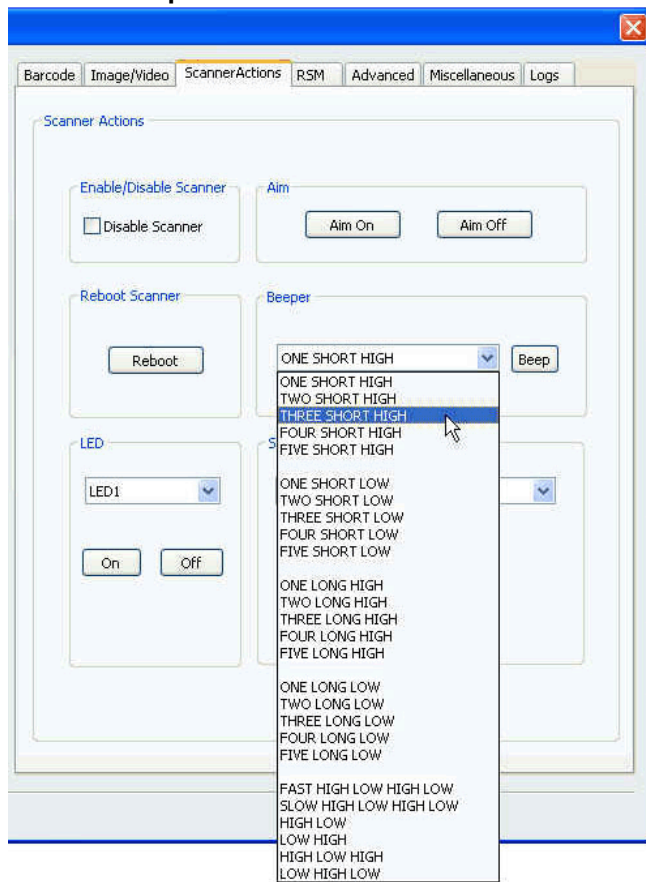 Barcode Image/Video ScannerActions RSM Advanced Miscellaneous Logs
Scanner Actions
Enable/Disable Scanner
Disable Scanner
Aim
Aim On Aim Off
Reboot Scanner
Reboot
Beeper
ONE SHORT HIGH
Beep
ONE SHORT HIGH
TWO SHORT HIGH
THREE SHORT HIGH
FOUR SHORT HIGH
FIVE SHORT HIGH
ONE SHORT LOW
TWO SHORT LOW
THREE SHORT LOW
FOUR SHORT LOW
FIVE SHORT LOW
ONE LONG HIGH
TWO LONG HIGH
THREE LONG HIGH
FOUR LONG HIGH
FIVE LONG HIGH
ONE LONG LOW
TWO LONG LOW
THREE LONG LOW
FOUR LONG LOW
FIVE LONG LOW
FAST HIGH LOW HIGH LOW
SLOW HIGH LOW HIGH LOW
HIGH LOW
LOW HIGH
HIGH LOW HIGH
LOW HIGH LOW
LED
LED1
On Off